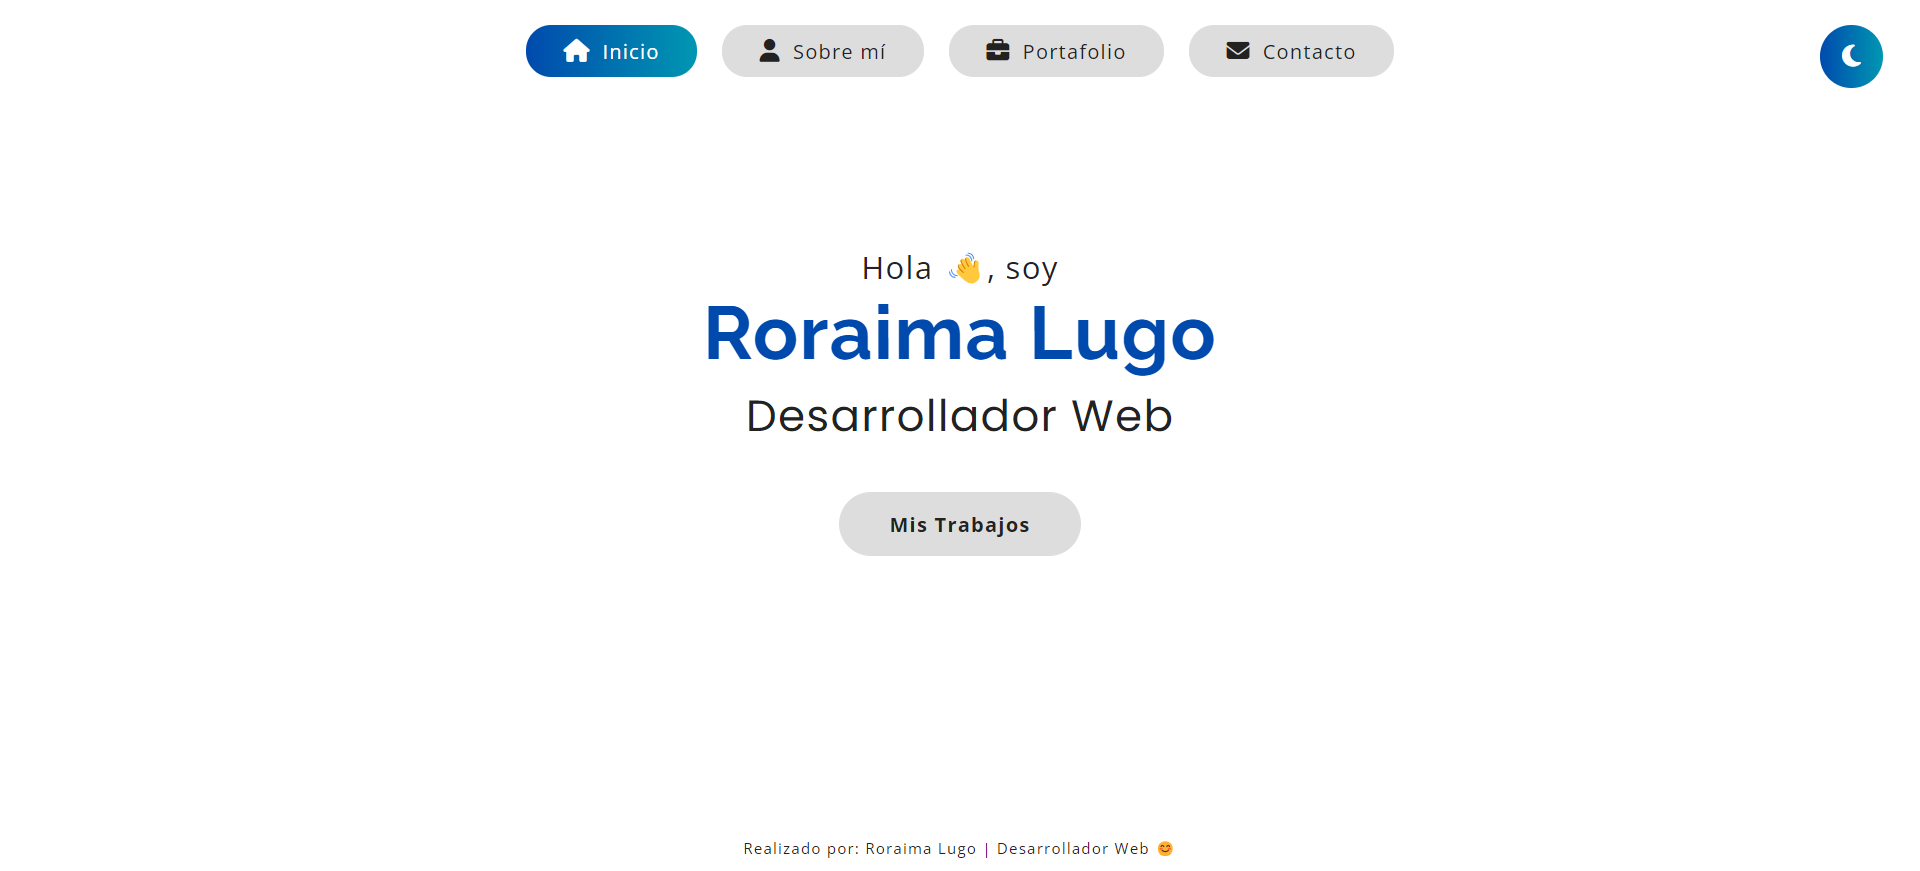 Inicio
Sobre mí
Portafolio
Contacto
Hola 👋, soy
Roraima Lugo
Desarrollador Web
Mis Trabajos
Realizado por: Roraima Lugo | Desarrollador Web 😊